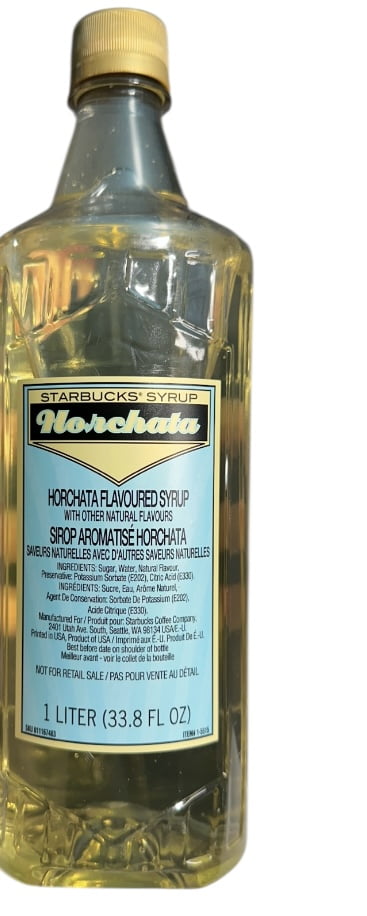 STARBUCKS® SYRUP
Horchata
HORCHATA FLAVOURED SYRUP
WITH OTHER NATURAL FLAVOURS
SIROP AROMATISÉ HORCHATA
SAVEURS NATURELLES AVEC D'AUTRES SAVEURS NATURELLES
INGREDIENTS: Sugar, Water, Natural Flavour,
Preservative: Potassium Sorbate (E202), Citric Acid (E330).
INGRÉDIENTS: Sucre, Eau, Arôme Naturel,
Agent De Conservation: Sorbate De Potassium (E202),
Acide Citrique (E330).
Manufactured For / Produit pour: Starbucks Coffee Company,
2401 Utah Ave. South, Seattle, WA 98134 USA/E.-U.
Printed in USA, Product of USA / Imprimé aux É.-U. Produit De É.-U.
Best before date on shoulder of bottle
Meilleur avant - voir le collet de la bouteille
NOT FOR RETAIL SALE / PAS POUR VENTE AU DÉTAIL
1 LITER (33.8 FL OZ)
SKU 011167463 ITEM#